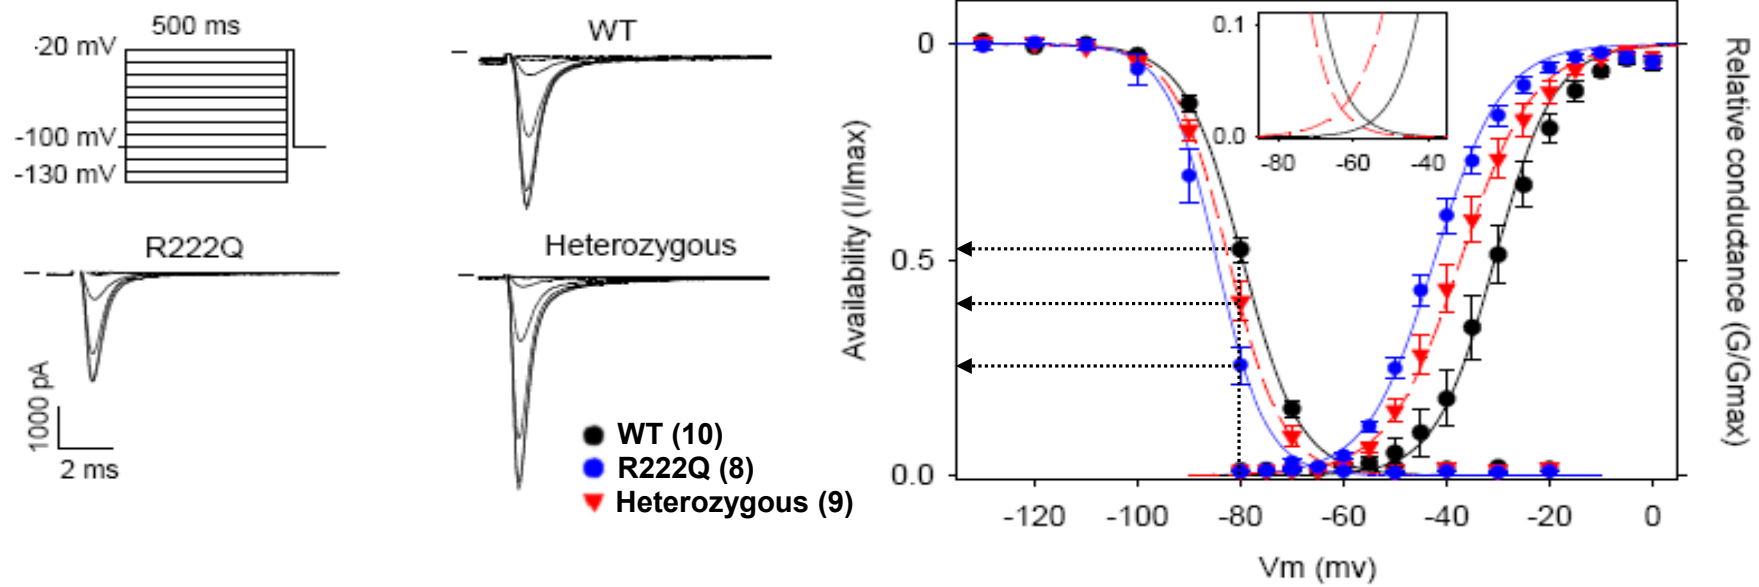 500 ms
-20 mV
-100 mV
-130 mV
WT
R222Q
Heterozygous
1000 pA
2 ms
WT (10)
R222Q (8)
Heterozygous (9)
Availability (I/Imax)
0
0.5
0.0
0.1
0.0
-80
-60
-40
-120
-100
-80
-60
-40
-20
0
Vm (mv)
Relative conductance (G/Gmax)